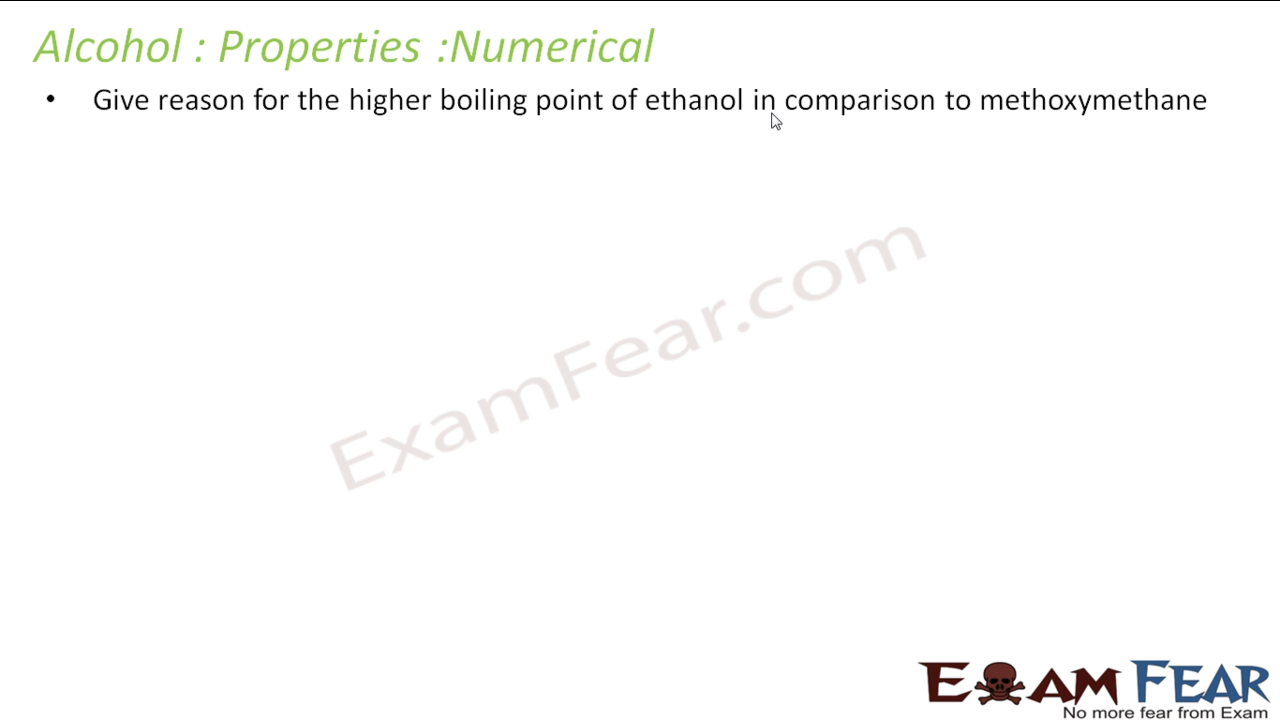 Alcohol : Properties :Numerical
• Give reason for the higher boiling point of ethanol in comparison to methoxymethane
ExamFear.com
EXAM FEAR
No more fear from Exam